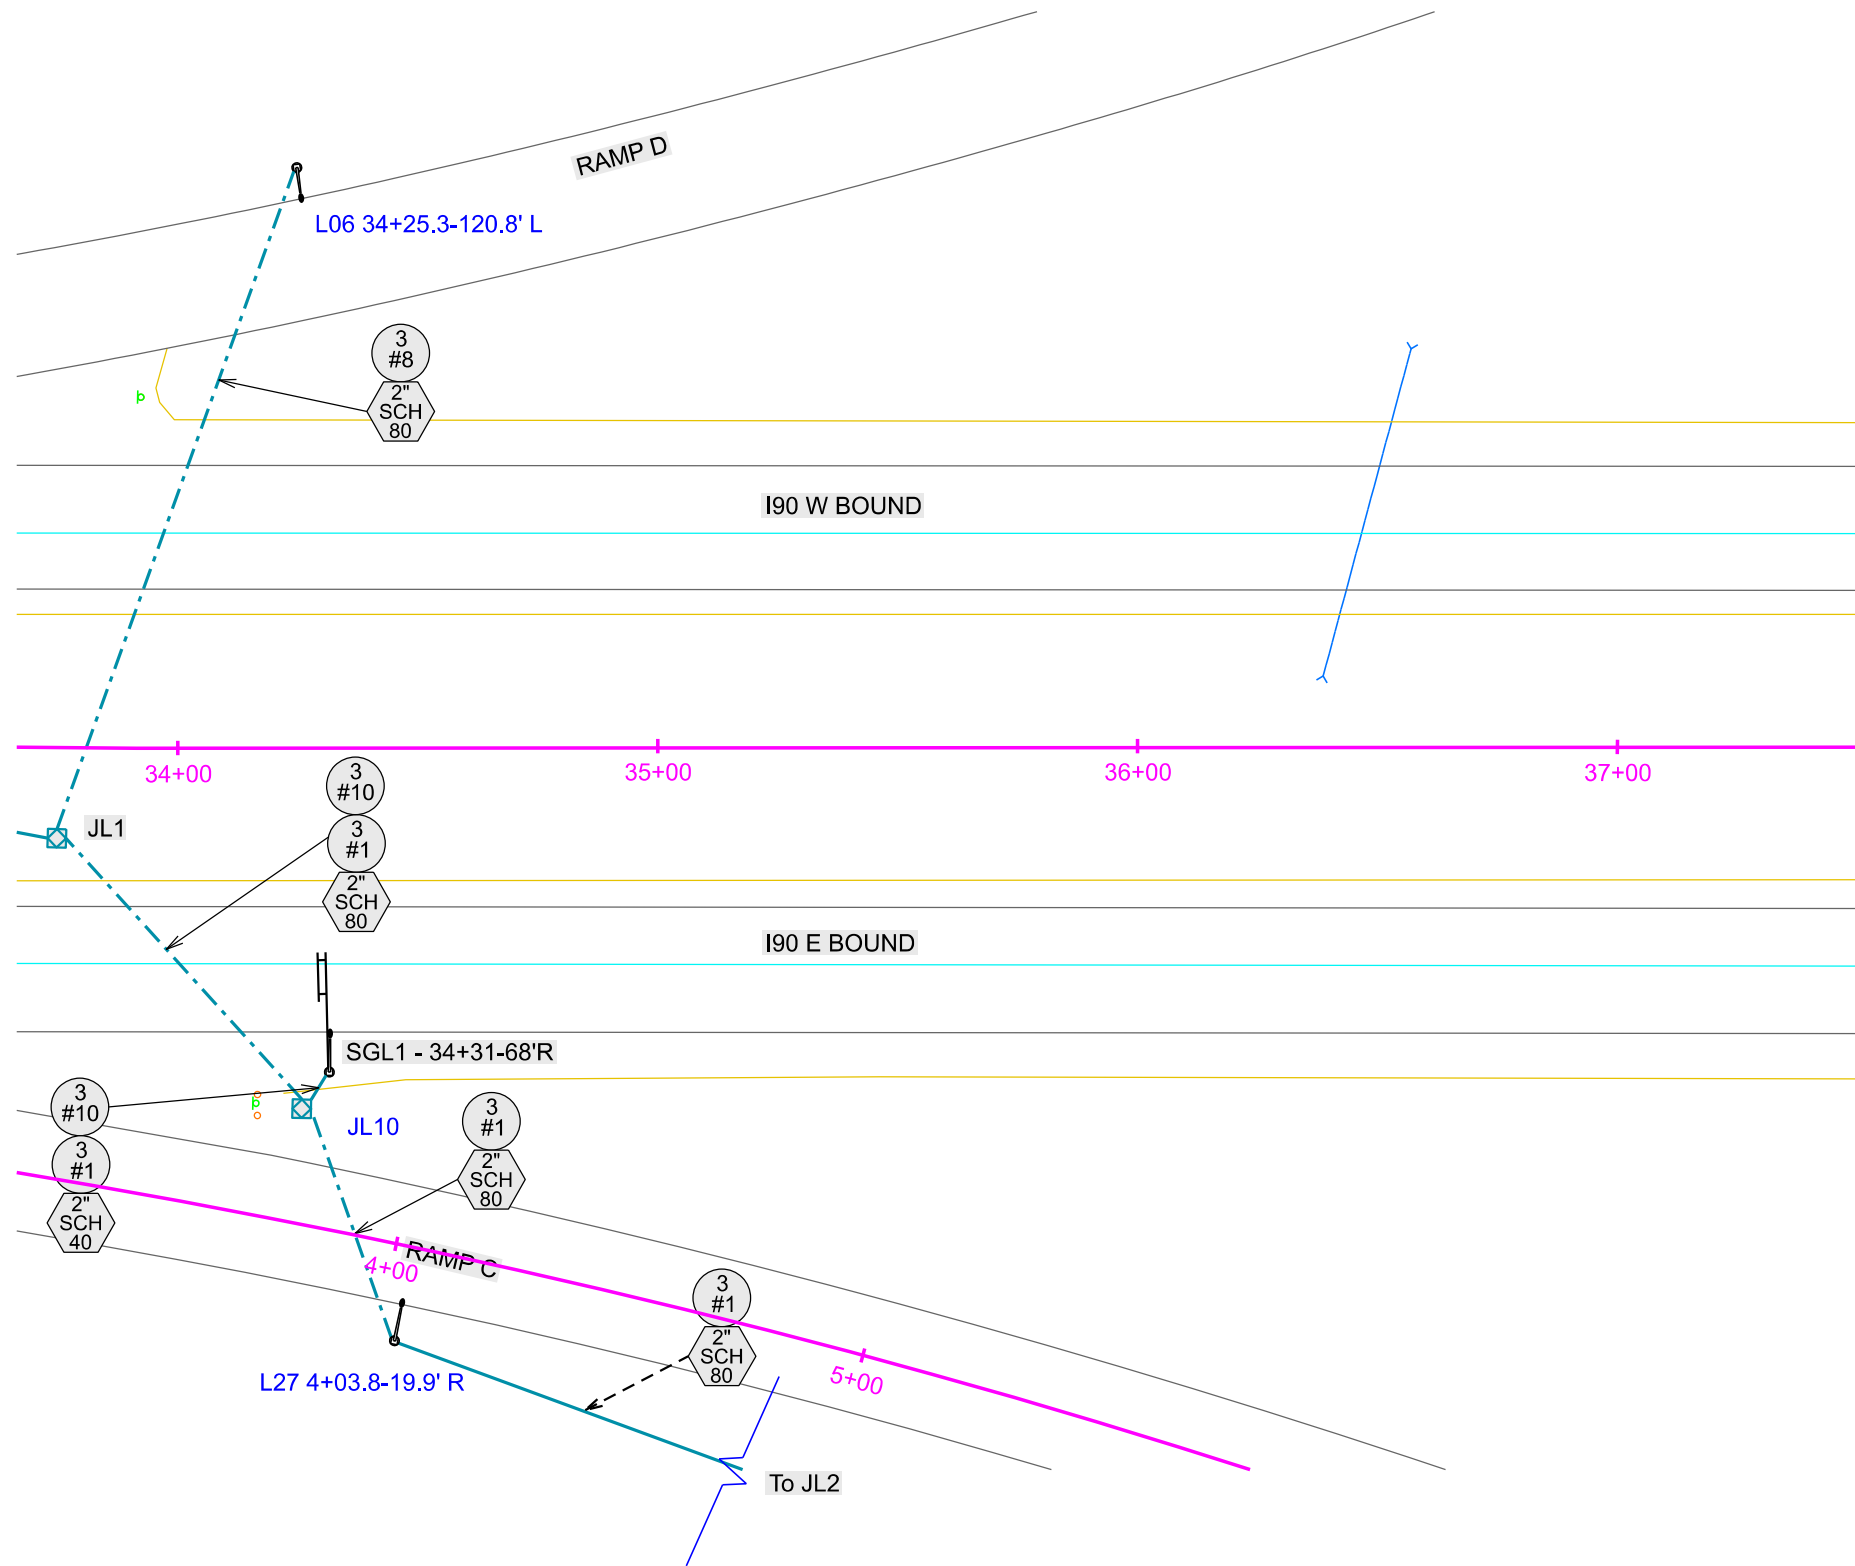 RAMP D
L06 34+25.3-120.8' L
3
#8
2"
SCH
80
I90 W BOUND
34+00
35+00
36+00
37+00
3
#10
JL1
3
#1
2"
SCH
80
I90 E BOUND
SGL1 - 34+31-68'R
3
#10
JL10
3
#1
2"
SCH
80
3
#1
2"
SCH
40
RAMP C
4+00
3
#1
2"
SCH
80
5+00
L27 4+03.8-19.9' R
To JL2